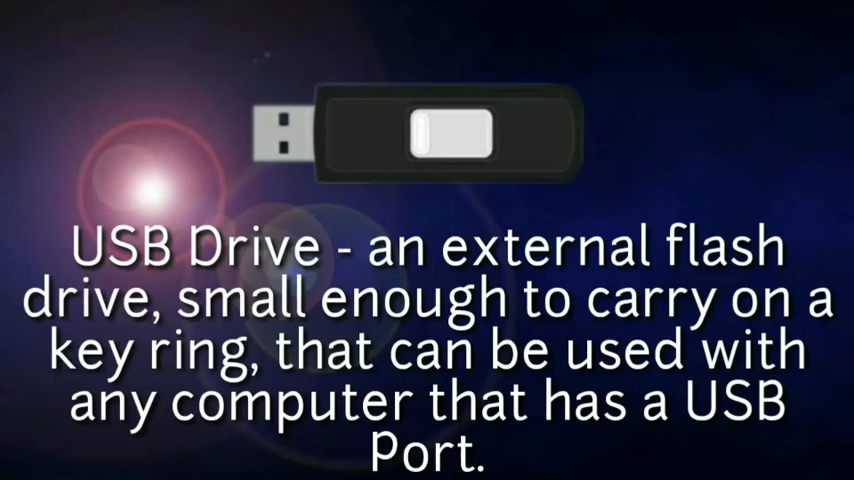 USB Drive - an external flash
drive, small enough to carry on a
key ring, that can be used with
any computer that has a USB
Port.